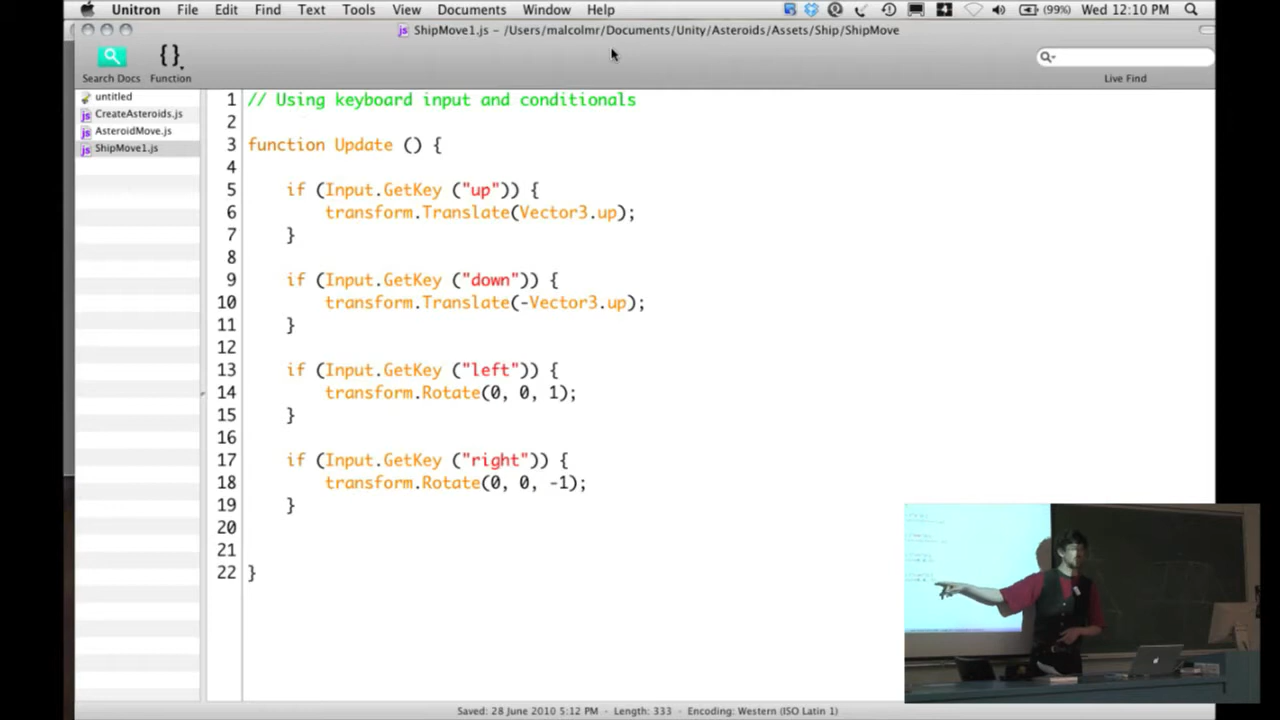 Unitron File Edit Find Text Tools Documents View Window Help (99%) Wed 12:10 PM
ShipMove1.js – /Users/malcolmr/Documents/Unity/Asteroids/Assets/Ship/ShipMove
{}
Search Docs Function
Live Find
untitled
CreateAsteroids.js
AsteroidMove.js
ShipMove1.js
1 // Using keyboard input and conditionals
2
3 function Update () {
4
5 if (Input.GetKey ("up")) {
6 transform.Translate(Vector3.up);
7 }
8
9 if (Input.GetKey ("down")) {
10 transform.Translate(-Vector3.up);
11 }
12
13 if (Input.GetKey ("left")) {
14 transform.Rotate(0, 0, 1);
15 }
16
17 if (Input.GetKey ("right")) {
18 transform.Rotate(0, 0, -1);
19 }
20
21
22 }
Saved: 28 June 2010 5:12 PM - Length: 333 - Encoding: Western (ISO Latin 1)